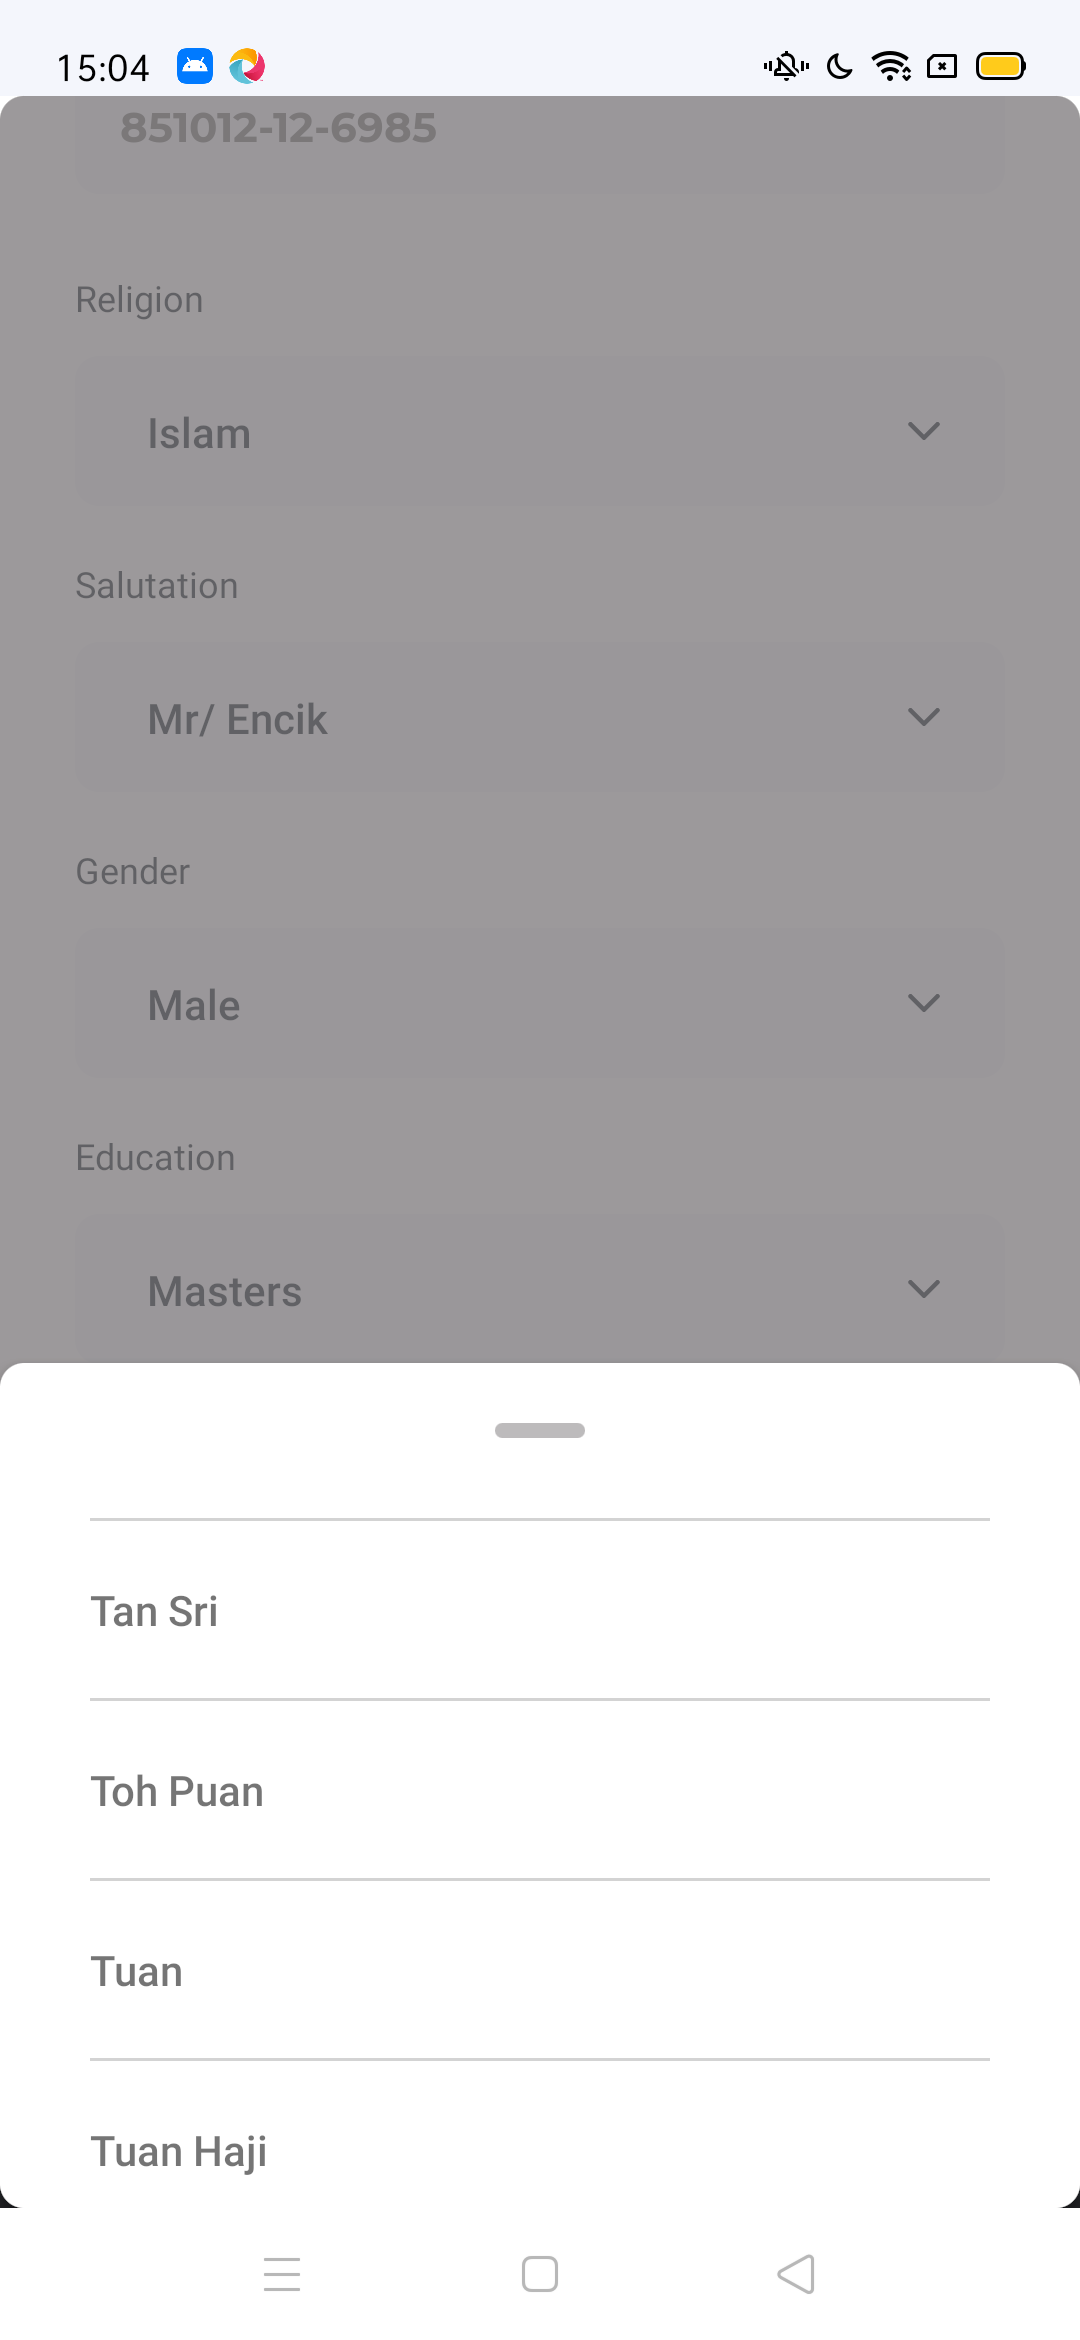 15:04
851012-12-6985
Religion
Islam
Salutation
Mr/ Encik
Gender
Male
Education
Masters
Tan Sri
Toh Puan
Tuan
Tuan Haji